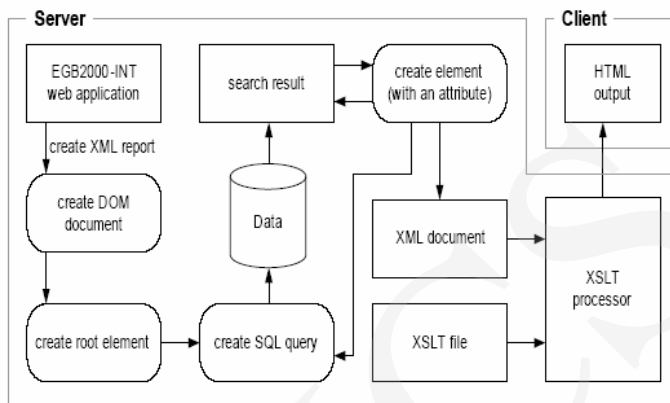 Server
Client
EGB2000-INT
web application
search result
create element
(with an attribute)
HTML
output
create XML report
create DOM
document
Data
XML document
XSLT
processor
create root element
create SQL query
XSLT file